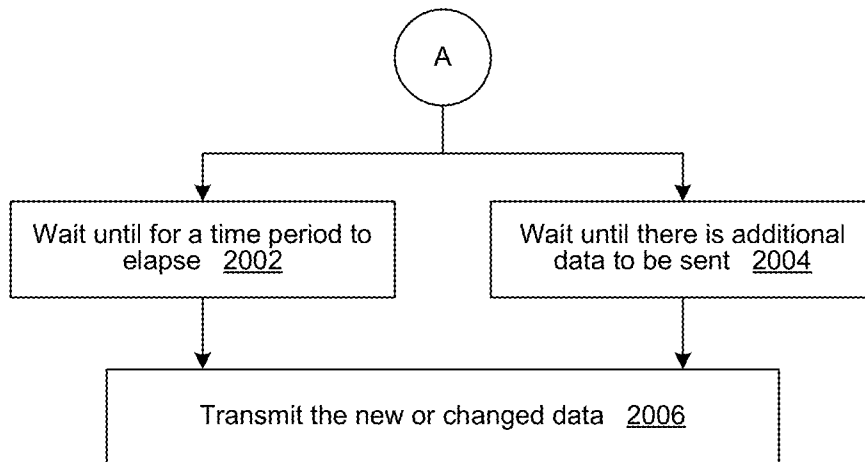 A
Wait until for a time period to
elapse 2002
Wait until there is additional
data to be sent 2004
Transmit the new or changed data 2006